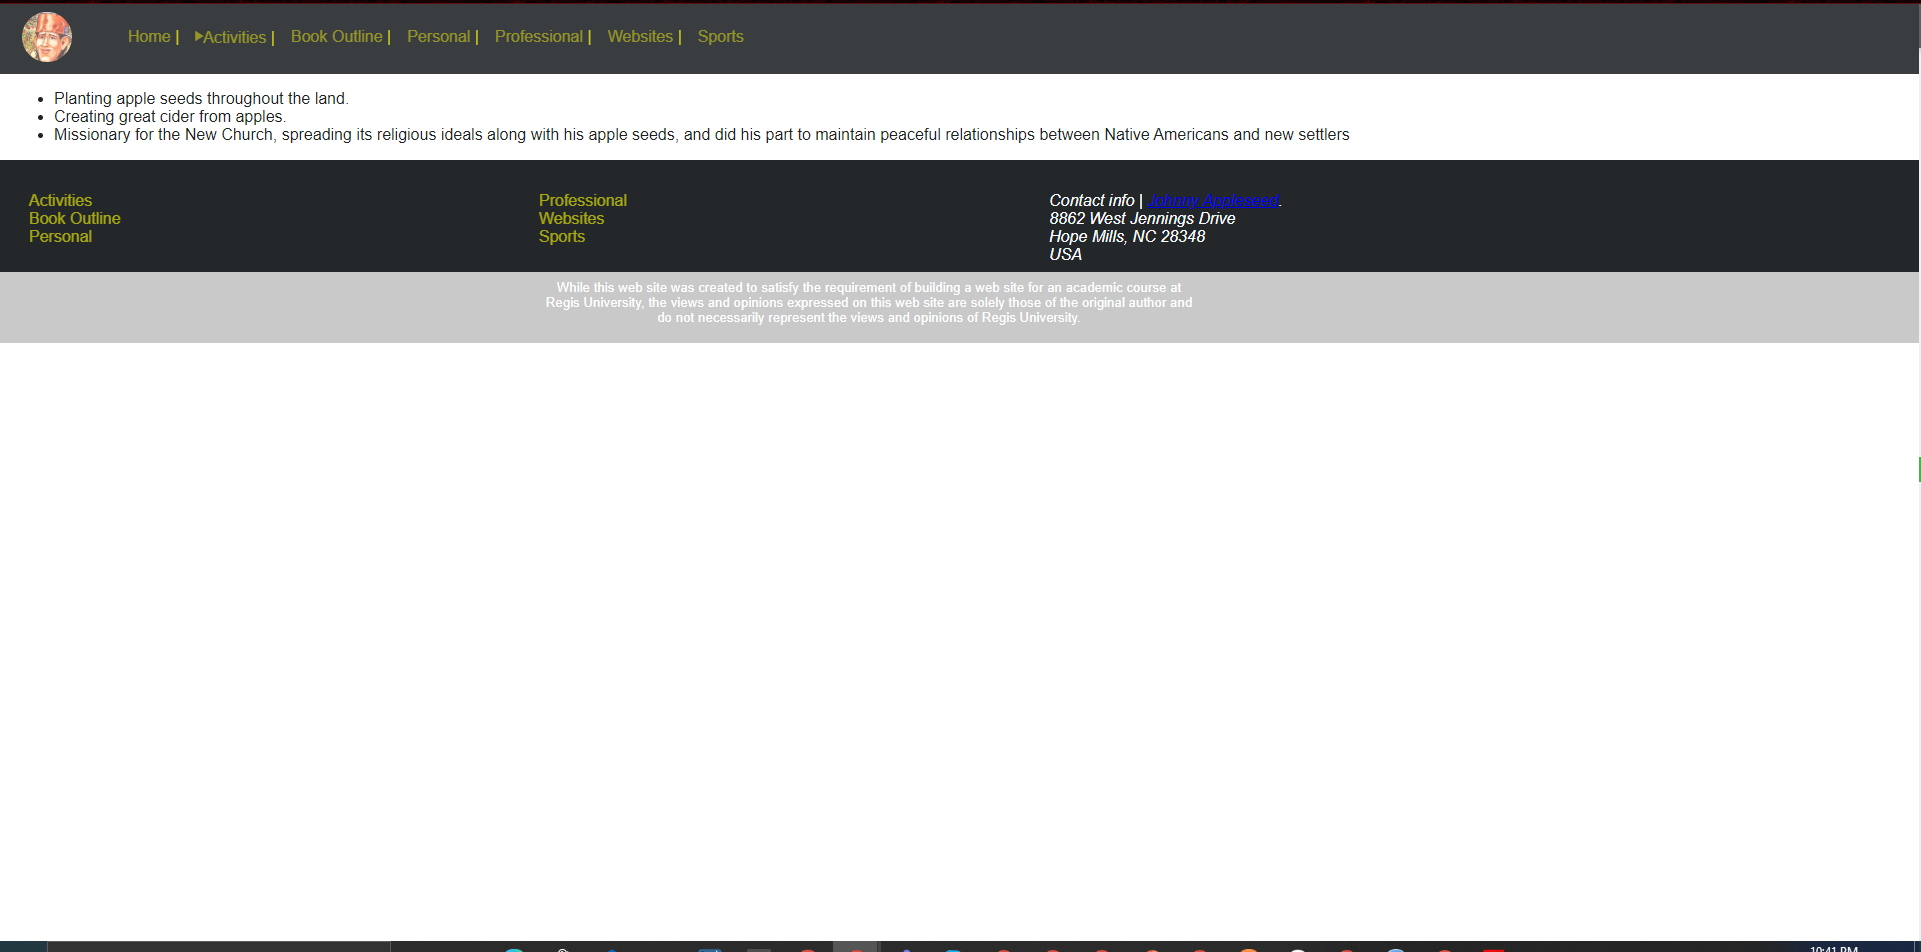 Home | ▶Activities | Book Outline | Personal | Professional | Websites | Sports
• Planting apple seeds throughout the land.
• Creating great cider from apples.
• Missionary for the New Church, spreading its religious ideals along with his apple seeds, and did his part to maintain peaceful relationships between Native Americans and new settlers
Activities
Book Outline
Personal
Professional
Websites
Sports
Contact info | Johnny Appleseed.
8862 West Jennings Drive
Hope Mills, NC 28348
USA
While this web site was created to satisfy the requirement of building a web site for an academic course at
Regis University, the views and opinions expressed on this web site are solely those of the original author and
do not necessarily represent the views and opinions of Regis University.
10:41 PM